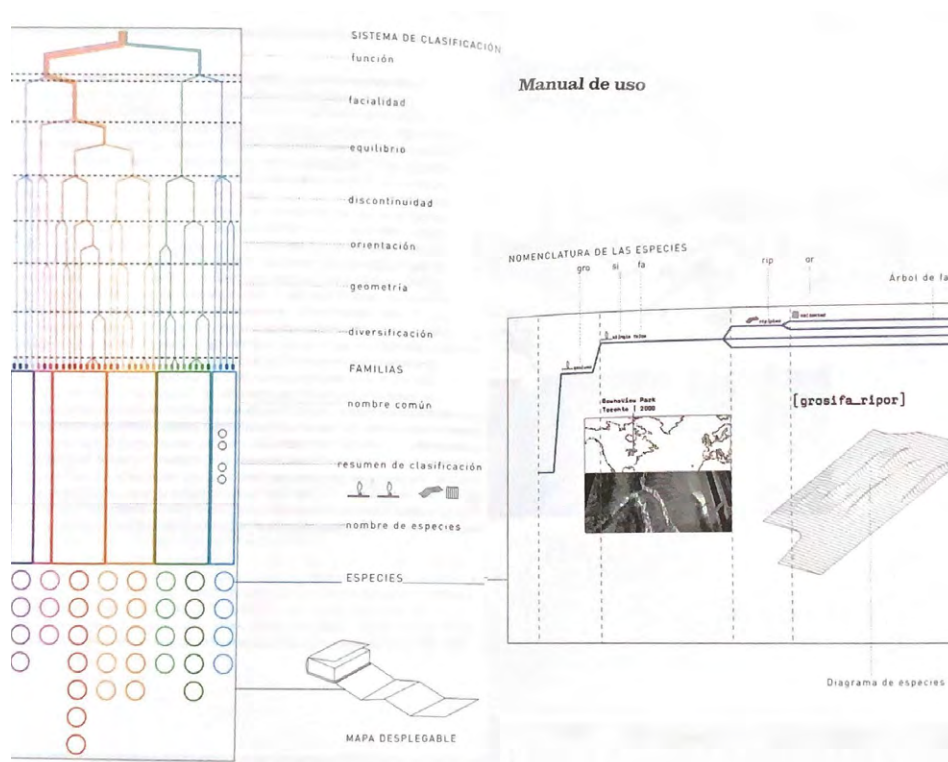 SISTEMA DE CLASIFICACIÓN
función
facialidad
equilibrio
discontinuidad
orientación
geometría
diversificación
FAMILIAS
nombre común
resumen de clasificación
nombre de especies
ESPECIES
MAPA DESPLEGABLE
Manual de uso
NOMENCLATURA DE LAS ESPECIES
gro si fa rip or
Árbol de fa
Downsview Park
Toronto | 2000
[grosifa_ripor]
Diagrama de especies